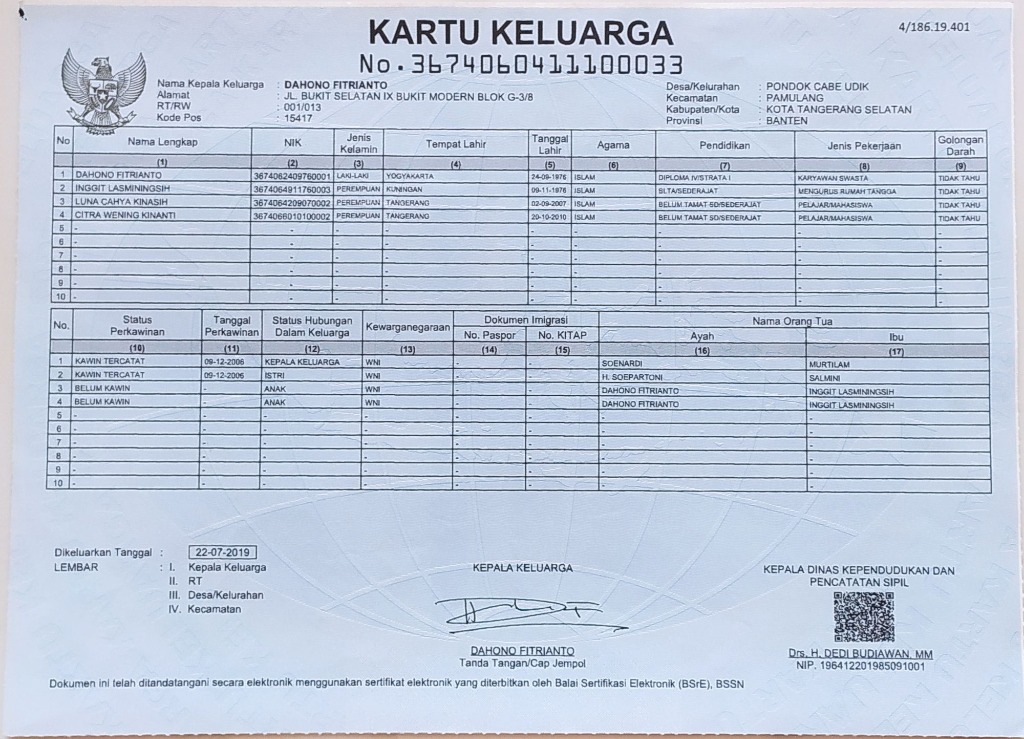 KARTU KELUARGA
4/186.19.401
No.3674060411100033
Nama Kepala Keluarga : DAHONO FITRIANTO
Alamat : JL. BUKIT SELATAN IX BUKIT MODERN BLOK G-3/8
RT/RW : 001/013
Kode Pos : 15417
Desa/Kelurahan : PONDOK CABE UDIK
Kecamatan : PAMULANG
Kabupaten/Kota : KOTA TANGERANG SELATAN
Provinsi : BANTEN
No Nama Lengkap NIK Jenis Kelamin Tempat Lahir Tanggal Lahir Agama Pendidikan Jenis Pekerjaan Golongan Darah
(1) (2) (3) (4) (5) (6) (7) (8) (9)
1 DAHONO FITRIANTO 3674062409760001 LAKI-LAKI YOGYAKARTA 24-09-1976 ISLAM DIPLOMA IV/STRATA I KARYAWAN SWASTA TIDAK TAHU
2 INGGIT LASMININGSIH 3674064911760003 PEREMPUAN KUNINGAN 09-11-1976 ISLAM SLTA/SEDERAJAT MENGURUS RUMAH TANGGA TIDAK TAHU
3 LUNA CAHYA KINASIH 3674064209070002 PEREMPUAN TANGERANG 02-09-2007 ISLAM BELUM TAMAT SD/SEDERAJAT PELAJAR/MAHASISWA TIDAK TAHU
4 CITRA WENING KINANTI 3674066010100002 PEREMPUAN TANGERANG 20-10-2010 ISLAM BELUM TAMAT SD/SEDERAJAT PELAJAR/MAHASISWA TIDAK TAHU
5 - - - - - - - - -
6 - - - - - - - - -
7 - - - - - - - - -
8 - - - - - - - - -
9 - - - - - - - - -
10 - - - - - - - - -
No. Status Perkawinan Tanggal Perkawinan Status Hubungan Dalam Keluarga Kewarganegaraan Dokumen Imigrasi Nama Orang Tua
No. Paspor No. KITAP Ayah Ibu
(10) (11) (12) (13) (14) (15) (16) (17)
1 KAWIN TERCATAT 09-12-2006 KEPALA KELUARGA WNI - - SOENARDI MURTILAM
2 KAWIN TERCATAT 09-12-2006 ISTRI WNI - - H. SOEPARTONI SALMINI
3 BELUM KAWIN - ANAK WNI - - DAHONO FITRIANTO INGGIT LASMININGSIH
4 BELUM KAWIN - ANAK WNI - - DAHONO FITRIANTO INGGIT LASMININGSIH
5 - - - - - - - -
6 - - - - - - - -
7 - - - - - - - -
8 - - - - - - - -
9 - - - - - - - -
10 - - - - - - - -
Dikeluarkan Tanggal : 22-07-2019
LEMBAR : I. Kepala Keluarga
II. RT
III. Desa/Kelurahan
IV. Kecamatan
KEPALA KELUARGA
DAHONO FITRIANTO
Tanda Tangan/Cap Jempol
KEPALA DINAS KEPENDUDUKAN DAN
PENCATATAN SIPIL
Drs. H. DEDI BUDIAWAN, MM
NIP. 196412201985091001
Dokumen ini telah ditandatangani secara elektronik menggunakan sertifikat elektronik yang diterbitkan oleh Balai Sertifikasi Elektronik (BSrE), BSSN